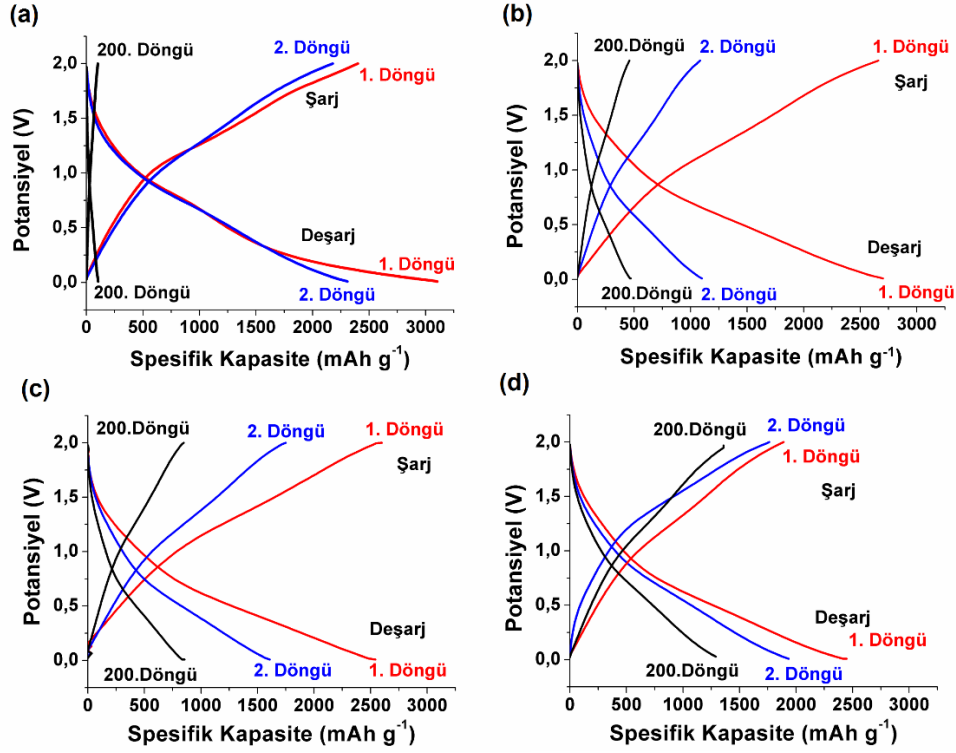 (a)
200. Döngü
2. Döngü
1. Döngü
Şarj
2,0
1,5
1,0
0,5
0,0
Potansiyel (V)
Deşarj
1. Döngü
2. Döngü
200. Döngü
0 500 1000 1500 2000 2500 3000
Spesifik Kapasite (mAh g⁻¹)
(b)
200.Döngü
2. Döngü
1. Döngü
Şarj
2,0
1,5
1,0
0,5
0,0
Potansiyel (V)
Deşarj
1. Döngü
2. Döngü
200.Döngü
0 500 1000 1500 2000 2500 3000
Spesifik Kapasite (mAh g⁻¹)
(c)
200.Döngü
2. Döngü
1. Döngü
Şarj
2,0
1,5
1,0
0,5
0,0
Potansiyel (V)
Deşarj
1. Döngü
2. Döngü
200.Döngü
0 500 1000 1500 2000 2500 3000
Spesifik Kapasite (mAh g⁻¹)
(d)
200.Döngü
2. Döngü
1. Döngü
Şarj
2,0
1,5
1,0
0,5
0,0
Potansiyel (V)
Deşarj
1. Döngü
2. Döngü
200.Döngü
0 500 1000 1500 2000 2500 3000
Spesifik Kapasite (mAh g⁻¹)